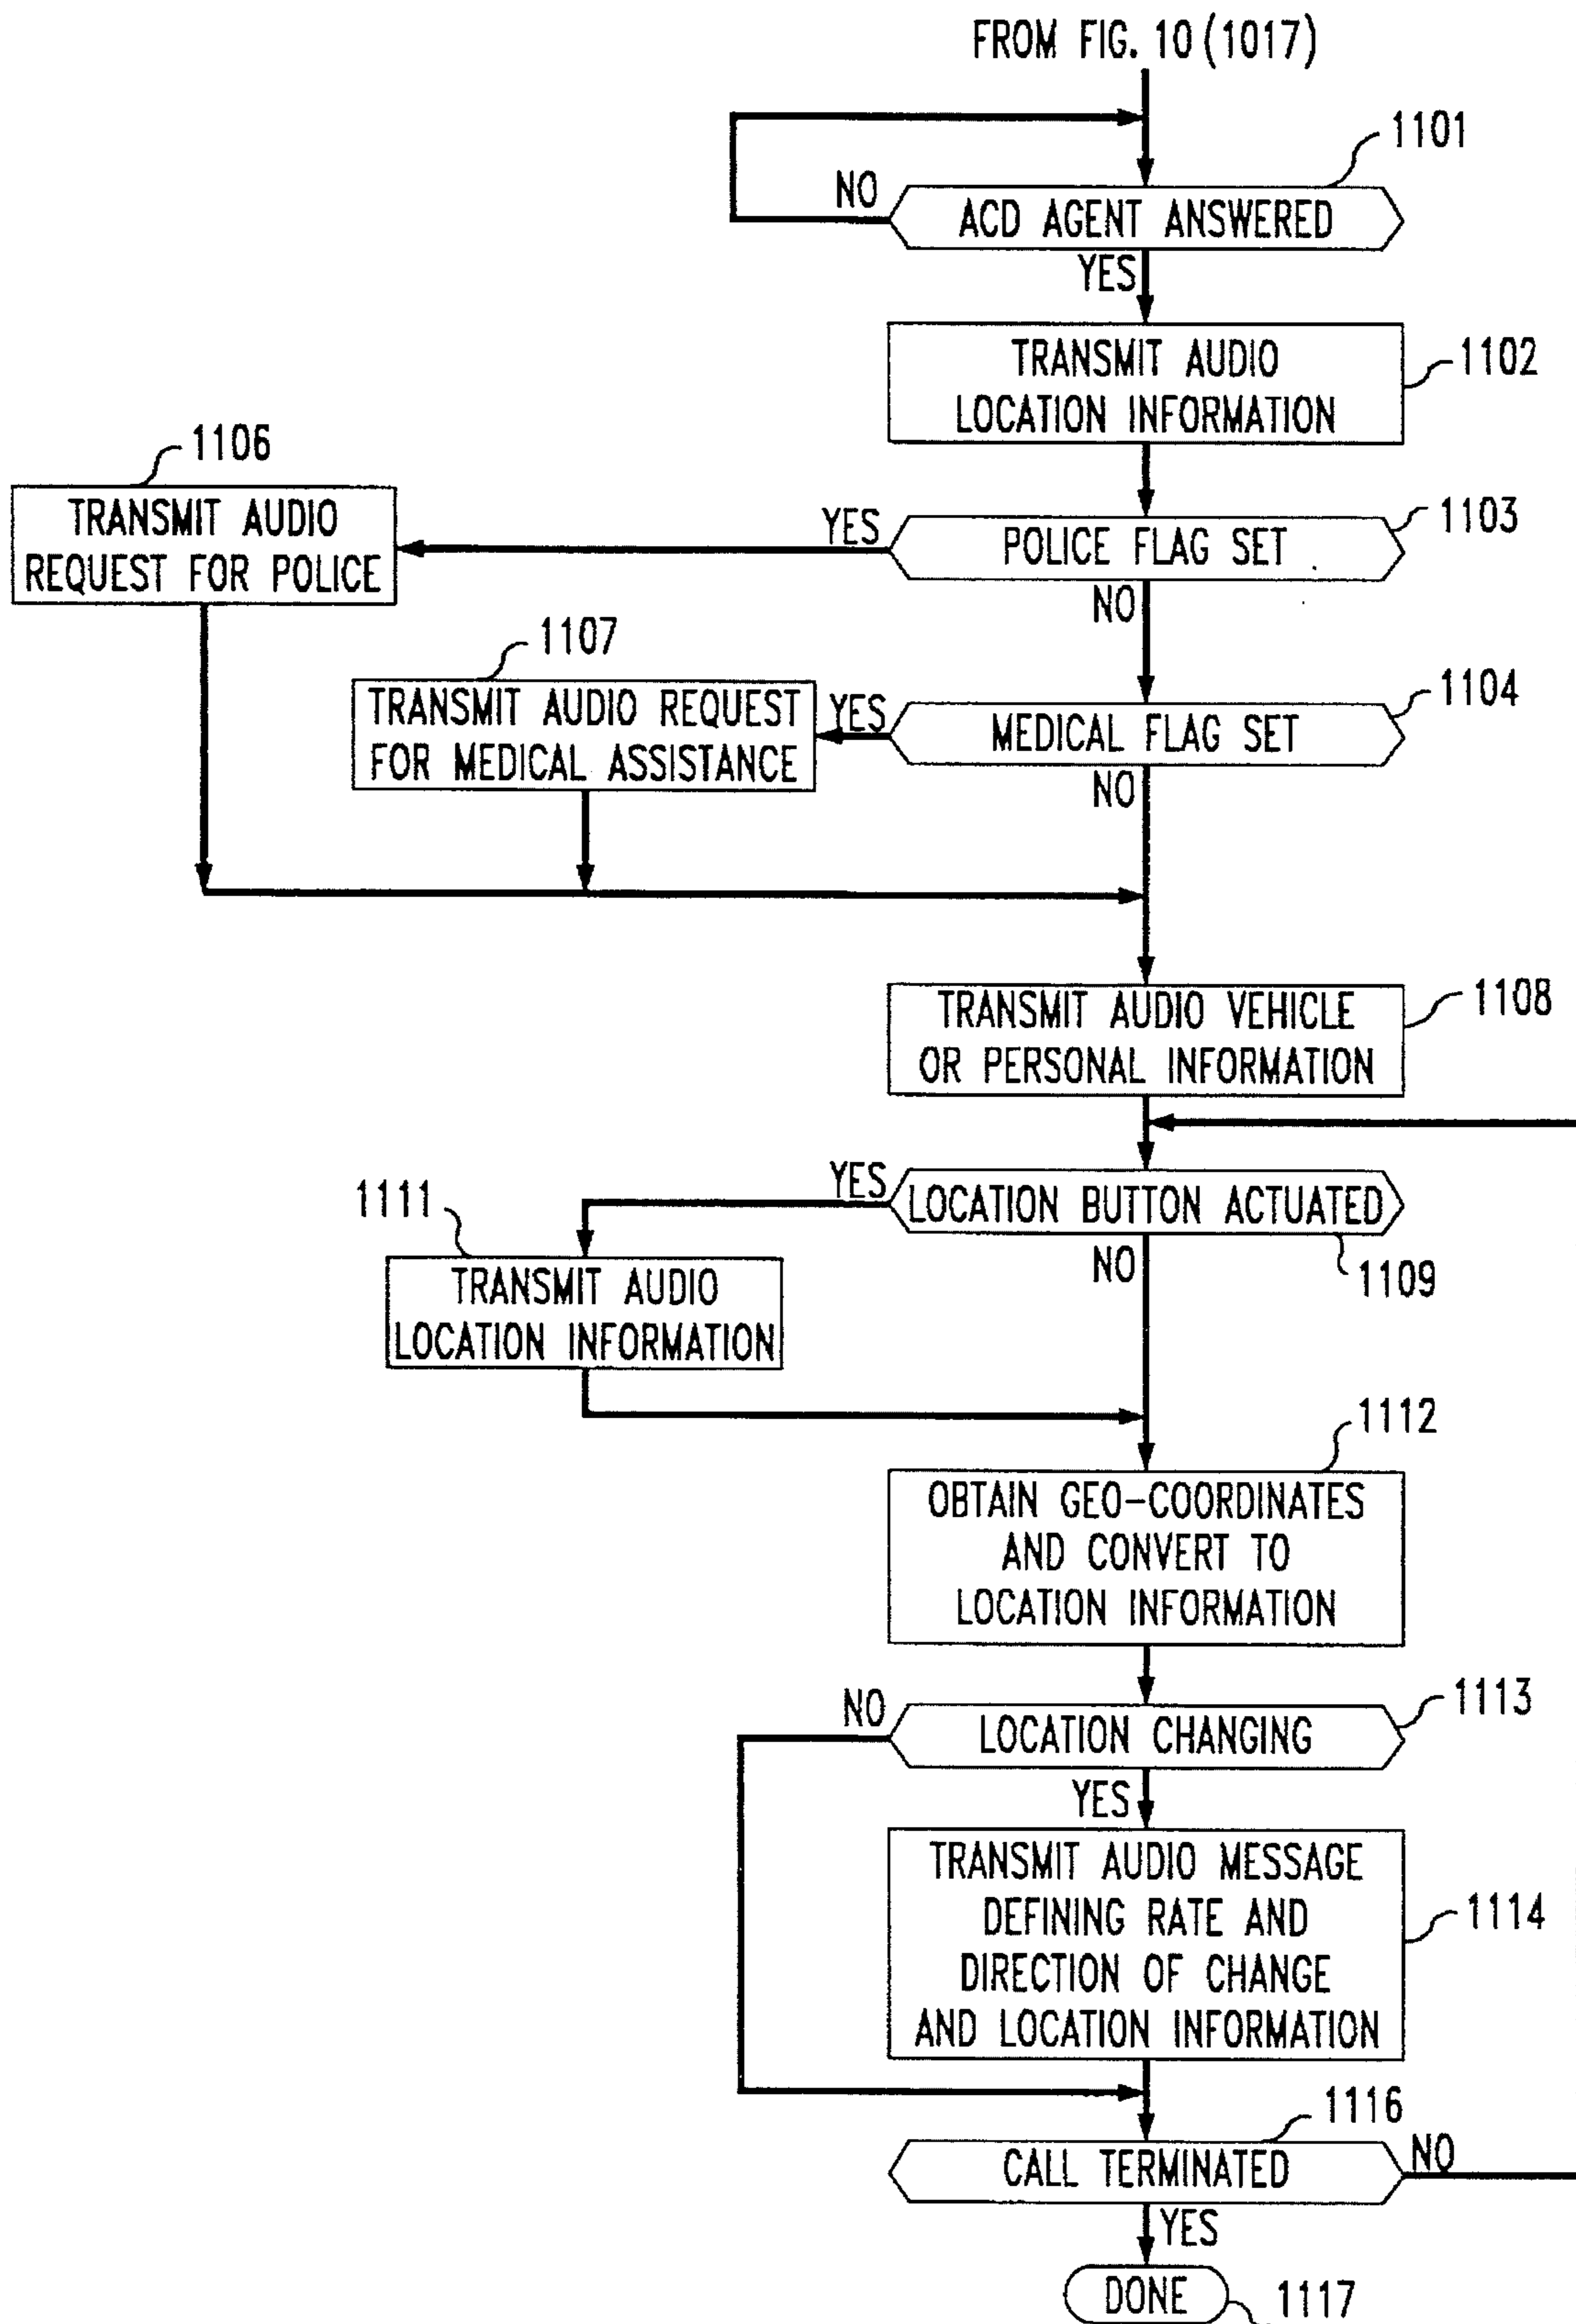 FROM FIG. 10 (1017)
1101
NO
ACD AGENT ANSWERED
YES
TRANSMIT AUDIO
LOCATION INFORMATION
1102
1106
TRANSMIT AUDIO
REQUEST FOR POLICE
YES
POLICE FLAG SET
1103
NO
1107
TRANSMIT AUDIO REQUEST
FOR MEDICAL ASSISTANCE
YES
MEDICAL FLAG SET
1104
NO
TRANSMIT AUDIO VEHICLE
OR PERSONAL INFORMATION
1108
YES
LOCATION BUTTON ACTUATED
1109
NO
1111
TRANSMIT AUDIO
LOCATION INFORMATION
1112
OBTAIN GEO-COORDINATES
AND CONVERT TO
LOCATION INFORMATION
NO
LOCATION CHANGING
1113
YES
TRANSMIT AUDIO MESSAGE
DEFINING RATE AND
DIRECTION OF CHANGE
AND LOCATION INFORMATION
1114
1116
CALL TERMINATED
NO
YES
DONE
1117